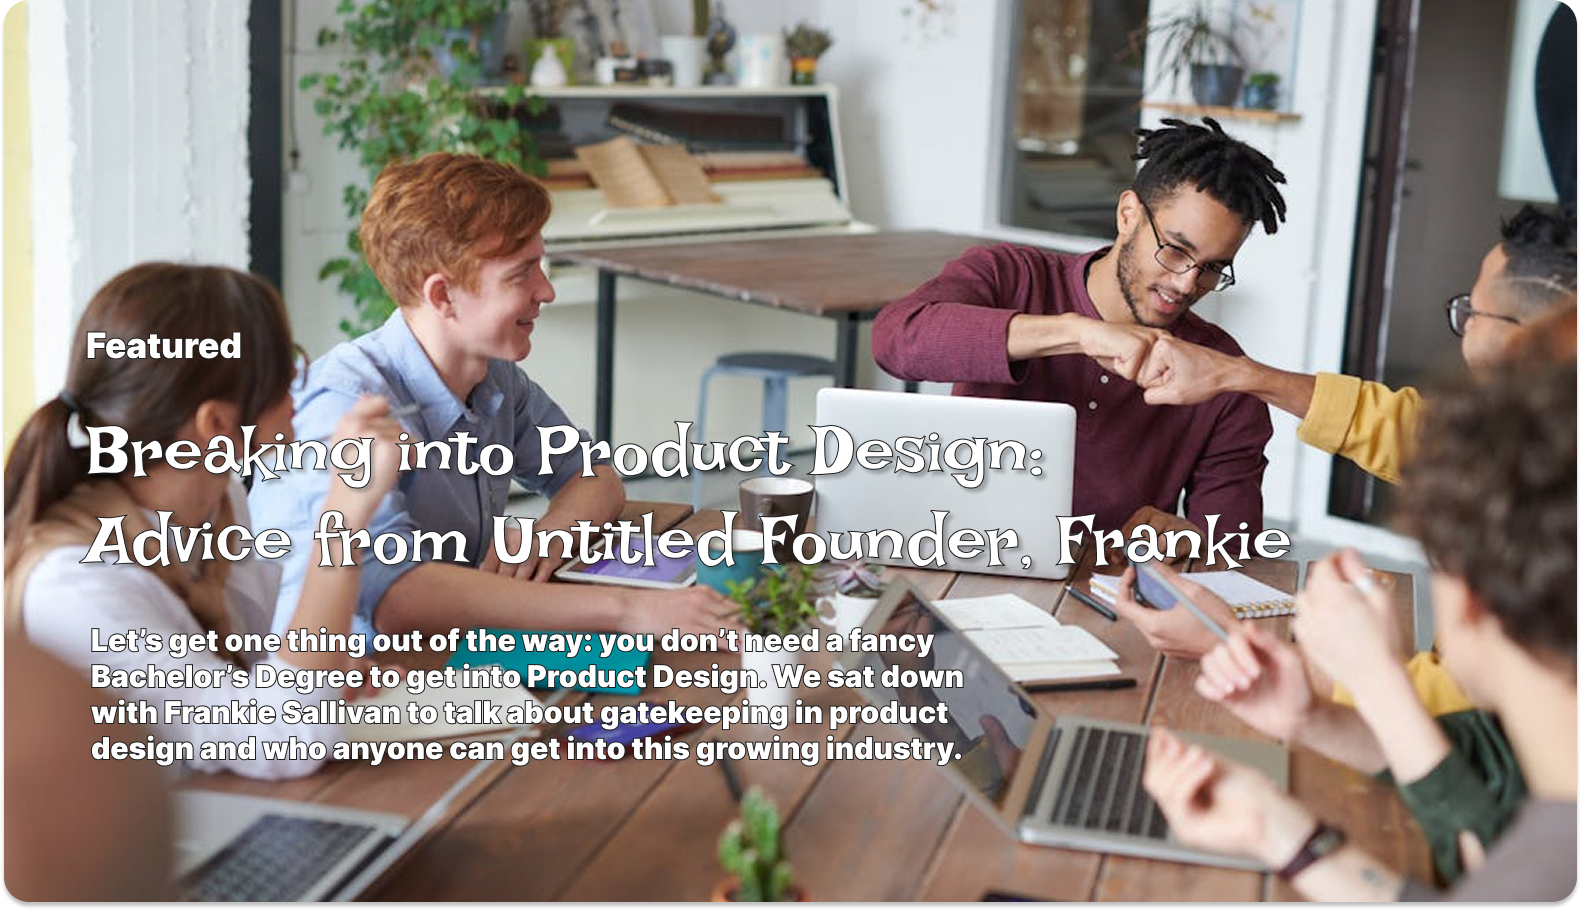 Featured
Breaking into Product Design:
Advice from Untitled Founder, Frankie
Let’s get one thing out of the way: you don’t need a fancy
Bachelor’s Degree to get into Product Design. We sat down
with Frankie Sallivan to talk about gatekeeping in product
design and who anyone can get into this growing industry.